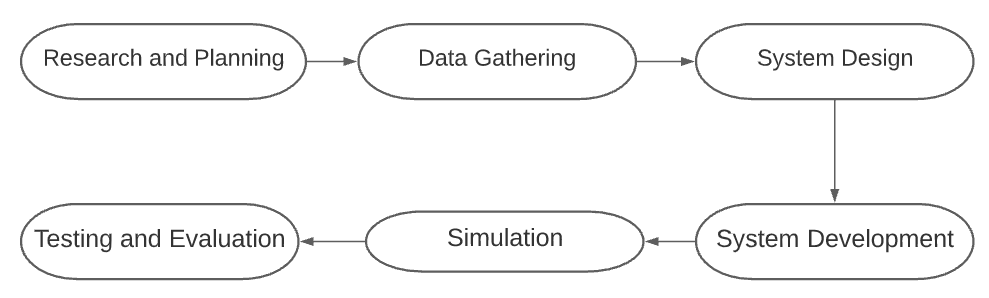 Research and Planning
Data Gathering
System Design
System Development
Simulation
Testing and Evaluation